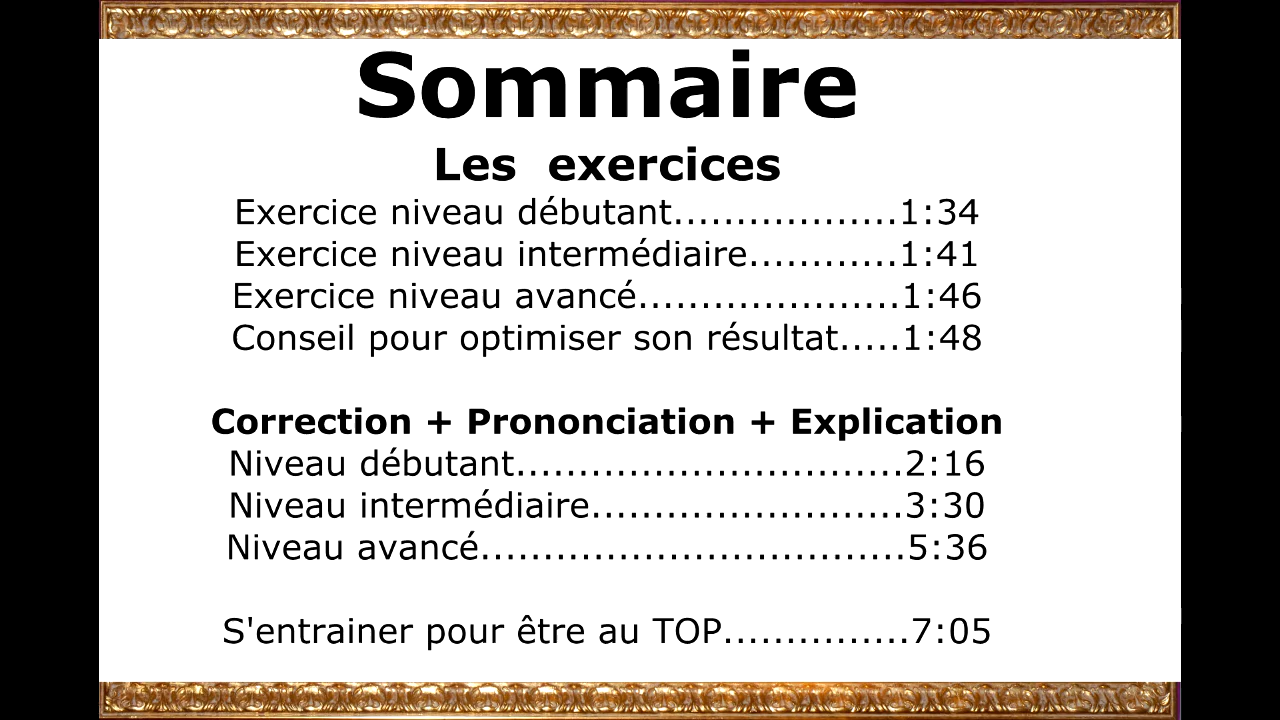 Sommaire
Les exercices
Exercice niveau débutant..................1:34
Exercice niveau intermédiaire............1:41
Exercice niveau avancé.....................1:46
Conseil pour optimiser son résultat.....1:48
Correction + Prononciation + Explication
Niveau débutant...............................2:16
Niveau intermédiaire.........................3:30
Niveau avancé..................................5:36
S'entrainer pour être au TOP...............7:05